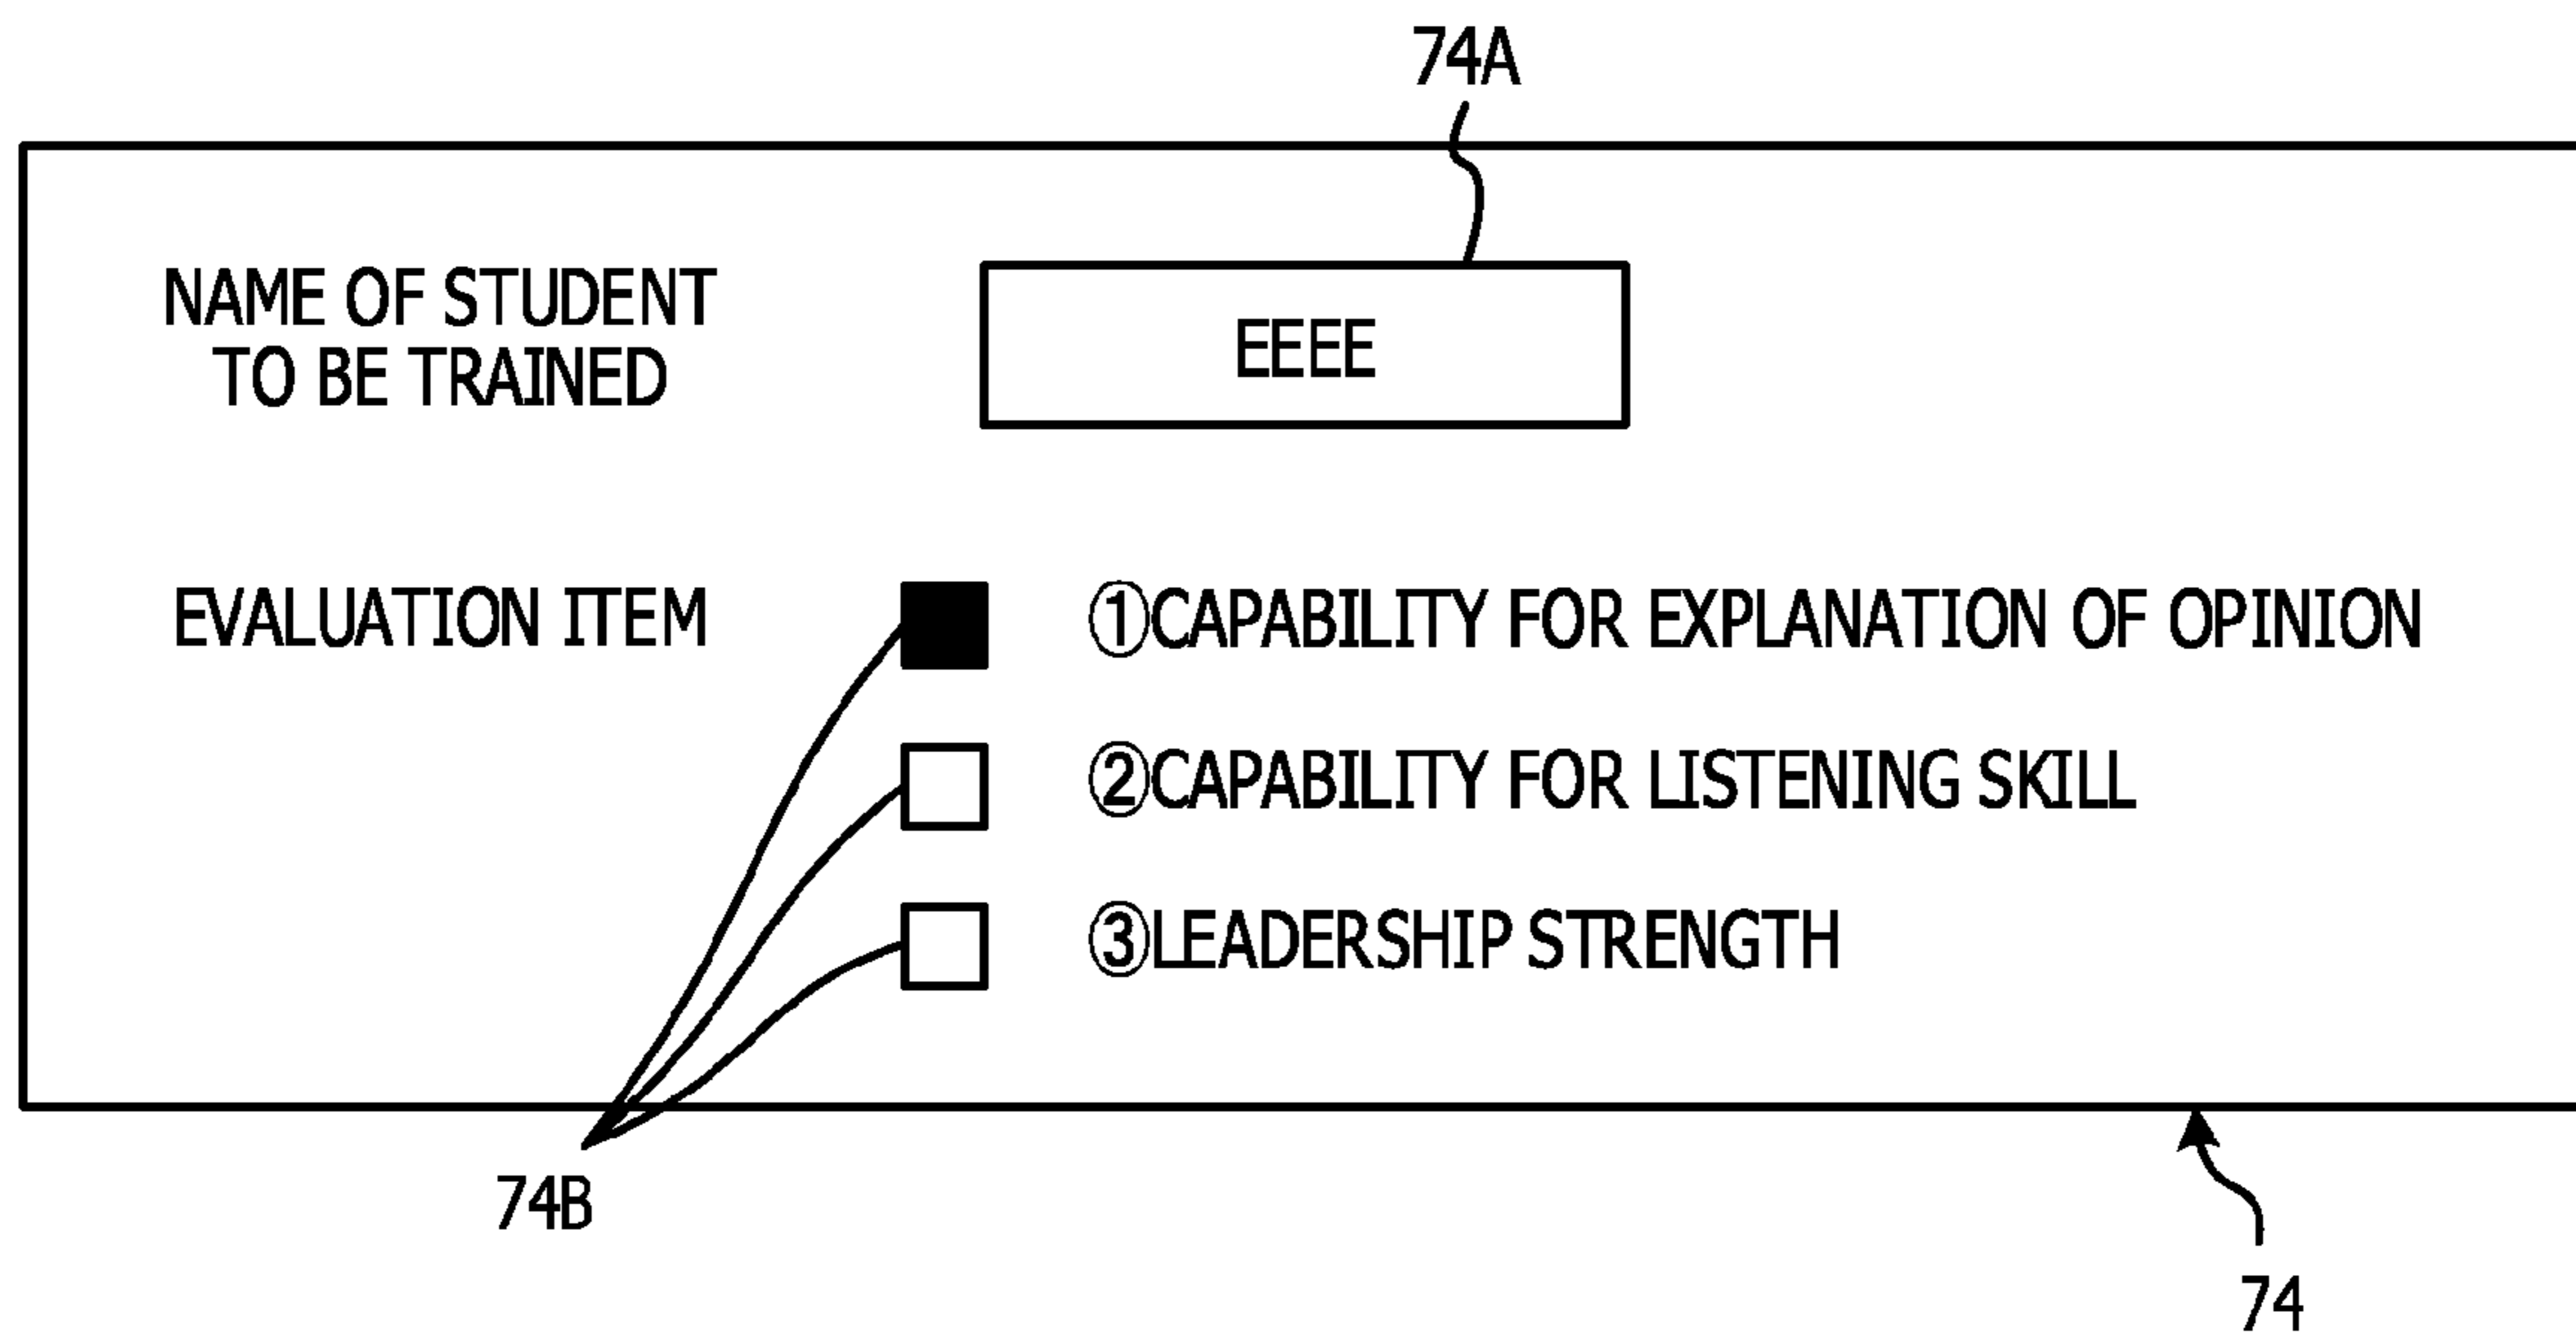 74A
NAME OF STUDENT
TO BE TRAINED
EEEE
EVALUATION ITEM
①CAPABILITY FOR EXPLANATION OF OPINION
②CAPABILITY FOR LISTENING SKILL
③LEADERSHIP STRENGTH
74B
74